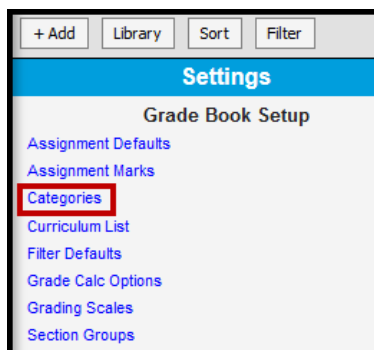 + Add Library Sort Filter
Settings
Grade Book Setup
Assignment Defaults
Assignment Marks
Categories
Curriculum List
Filter Defaults
Grade Calc Options
Grading Scales
Section Groups